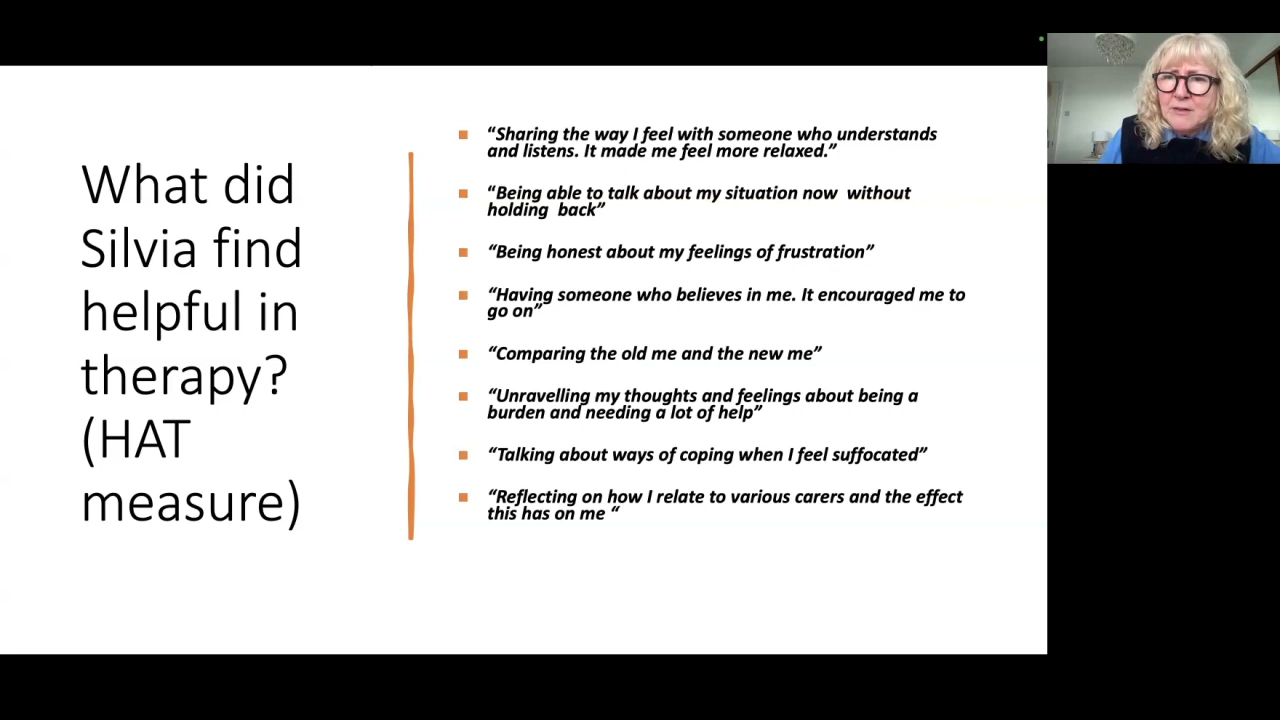 What did
Silvia find
helpful in
therapy?
(HAT
measure)
“Sharing the way I feel with someone who understands
and listens. It made me feel more relaxed.”
“Being able to talk about my situation now  without
holding  back”
“Being honest about my feelings of frustration”
“Having someone who believes in me. It encouraged me to
go on”
“Comparing the old me and the new me”
“Unravelling my thoughts and feelings about being a
burden and needing a lot of help”
“Talking about ways of coping when I feel suffocated”
“Reflecting on how I relate to various carers and the effect
this has on me “